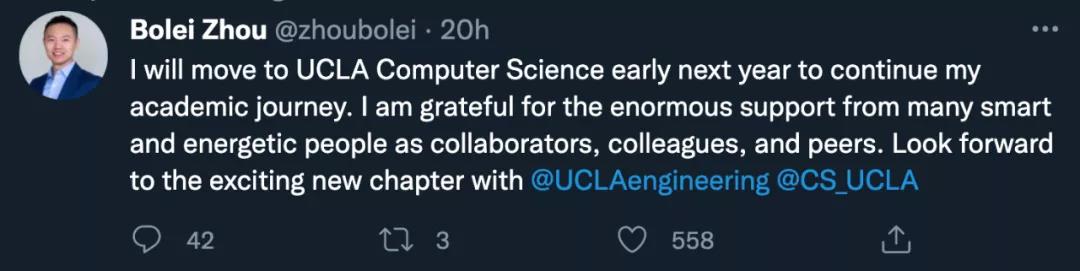 Bolei Zhou @zhoubolei · 20h
I will move to UCLA Computer Science early next year to continue my
academic journey. I am grateful for the enormous support from many smart
and energetic people as collaborators, colleagues, and peers. Look forward
to the exciting new chapter with @UCLAengineering @CS_UCLA
42 3 558